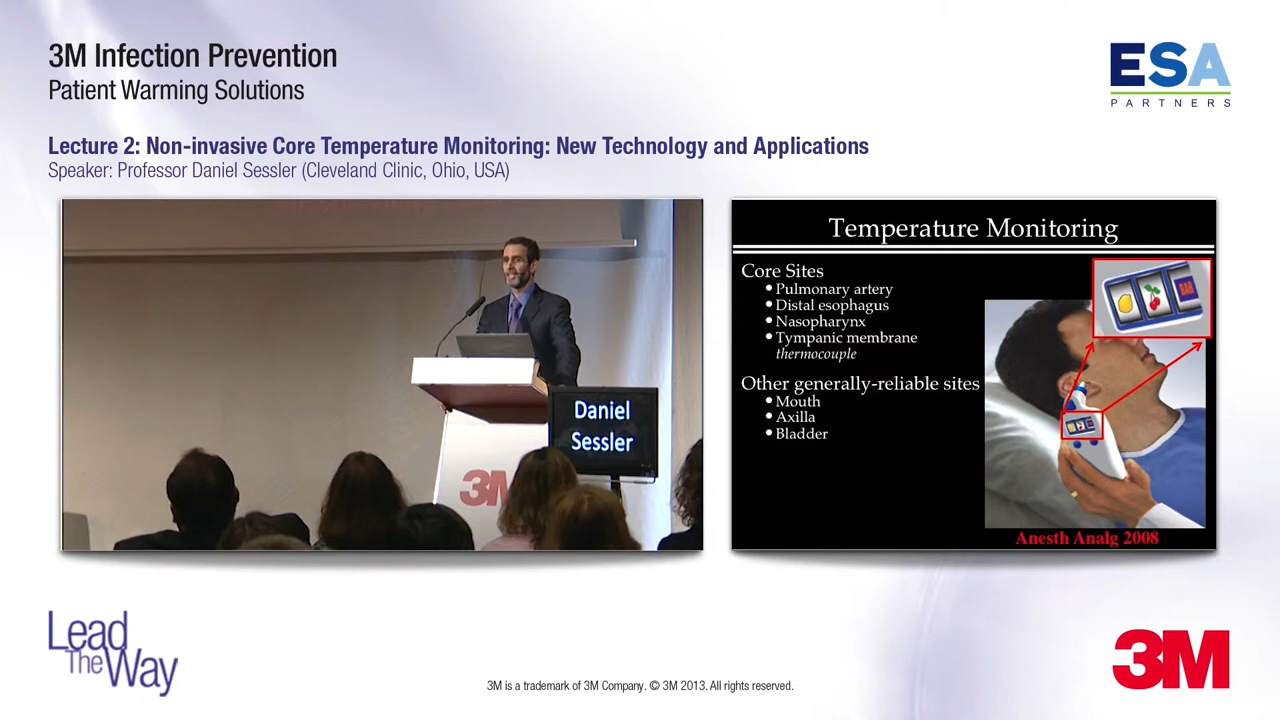 3M Infection Prevention
Patient Warming Solutions
ESA
PARTNERS
Lecture 2: Non-invasive Core Temperature Monitoring: New Technology and Applications
Speaker: Professor Daniel Sessler (Cleveland Clinic, Ohio, USA)
Daniel
Sessler
3M
Temperature Monitoring
Core Sites
• Pulmonary artery
• Distal esophagus
• Nasopharynx
• Tympanic membrane
thermocouple
Other generally-reliable sites
• Mouth
• Axilla
• Bladder
BAR
Anesth Analg 2008
Lead
The Way
3M is a trademark of 3M Company. © 3M 2013. All rights reserved.
3M